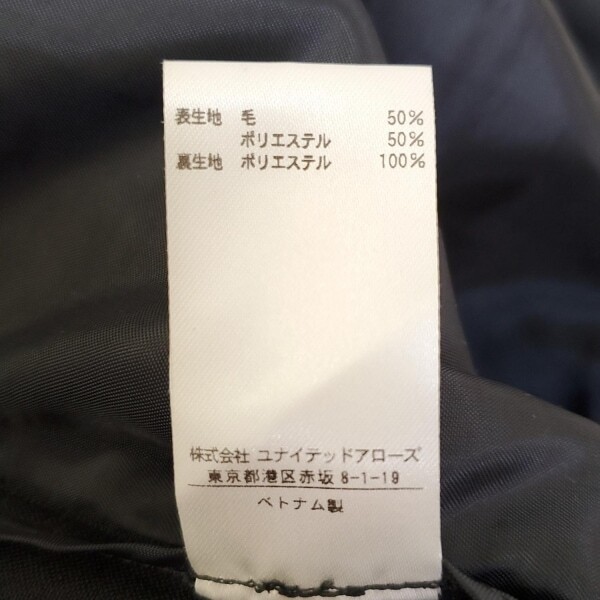 表生地 毛 50%
ポリエステル 50%
裏生地 ポリエステル 100%
株式会社 ユナイテッドアローズ
東京都港区赤坂 8-1-19
ベトナム製